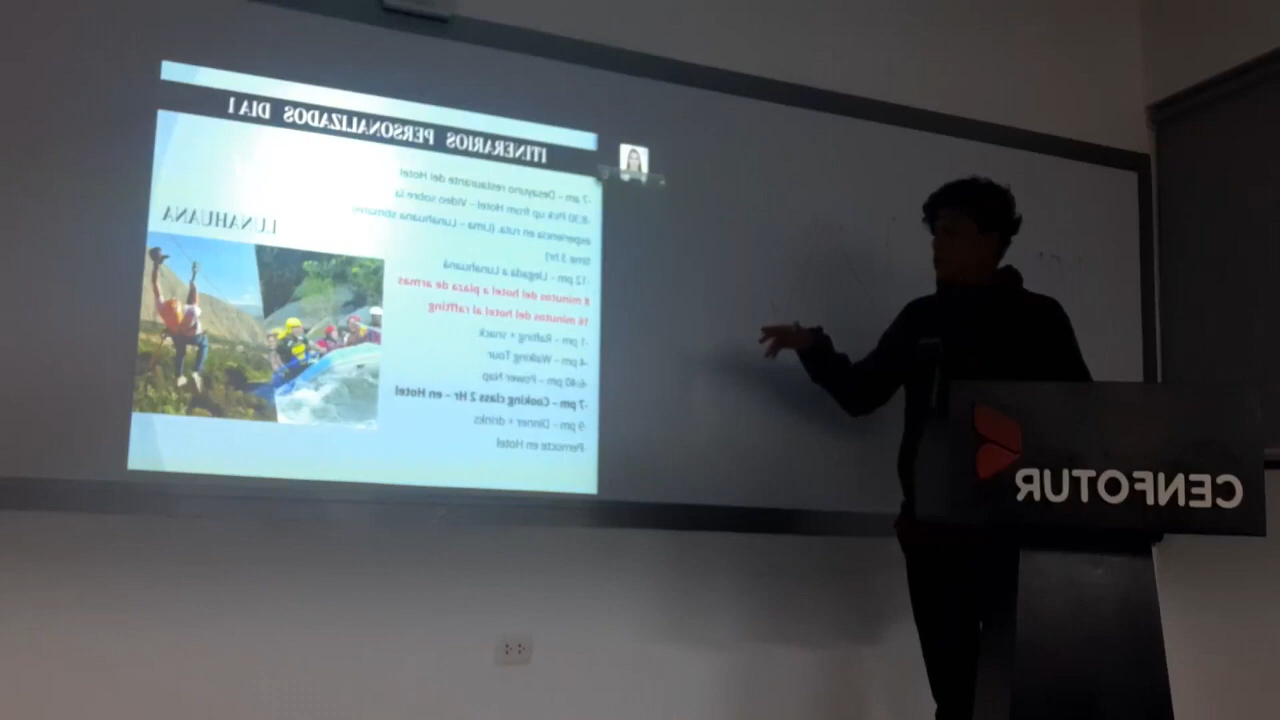 ITINERARIOS PERSONALIZADOS DIA 1
-7 am – Desayuno restaurante del Hotel
-8:30 Pick up from Hotel – Video sobre la
experiencia en ruta. (Lima – Lunahuana
time 3 hr)
-12 pm – Llegada a Lunahuaná
8 minutos del hotel a plaza de armas
16 minutos del hotel al raffting
-1 pm – Rafting + snack
-4 pm – Walking Tour
-6:40 pm – Power Nap
-7 pm – Cooking class 2 Hr – en Hotel
-9 pm – Dinner + drinks
Pernocte en Hotel
LUNAHUANA
CENFOTUR